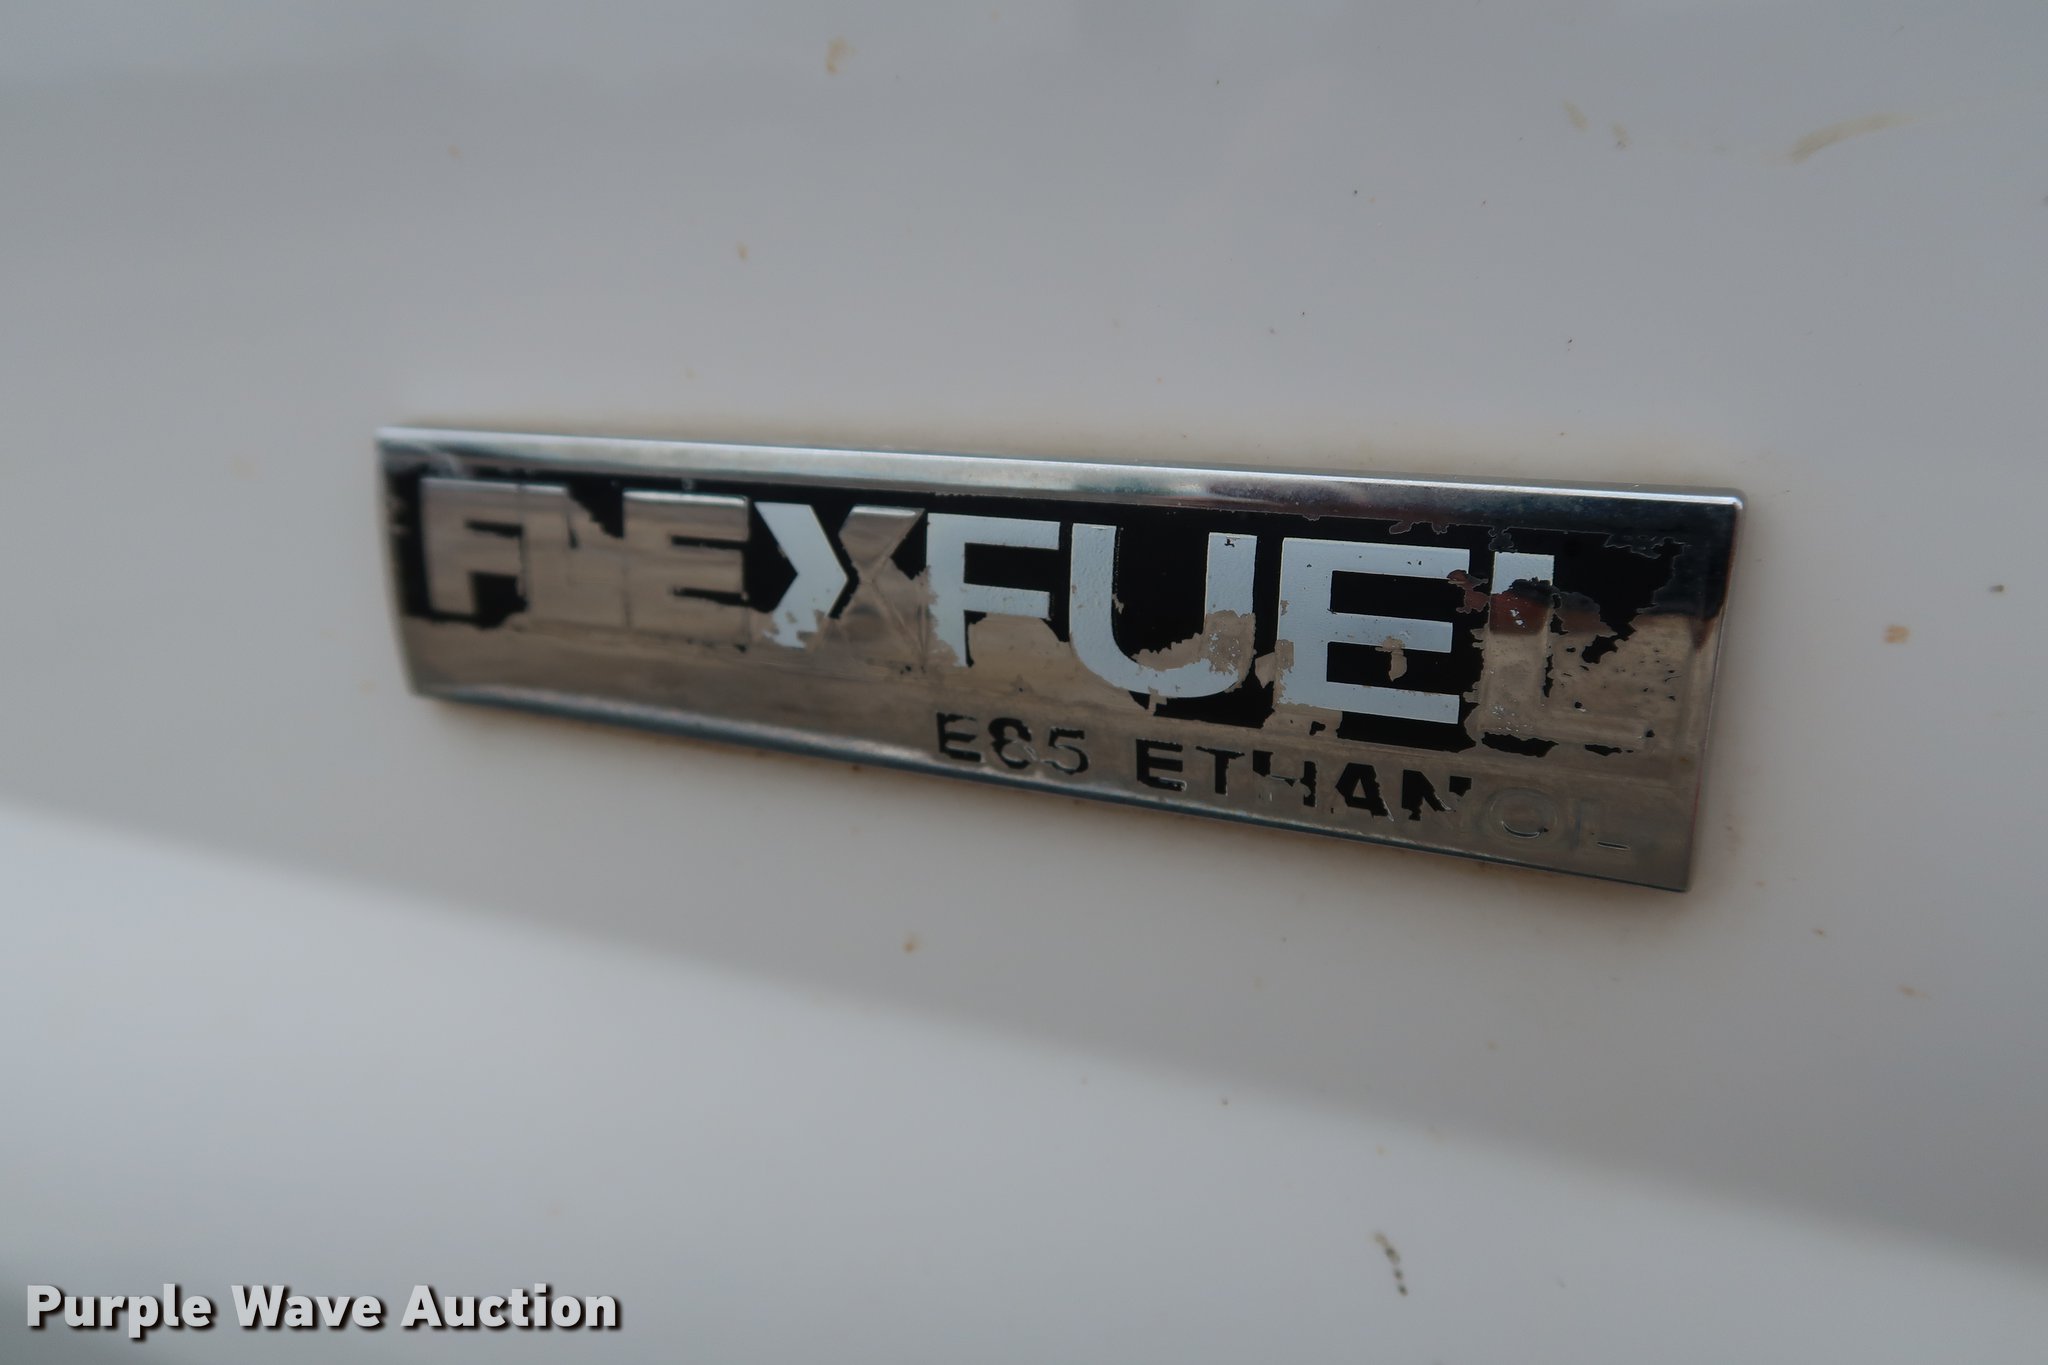 FLEXFUEL
E85 ETHANOL
Purple Wave Auction